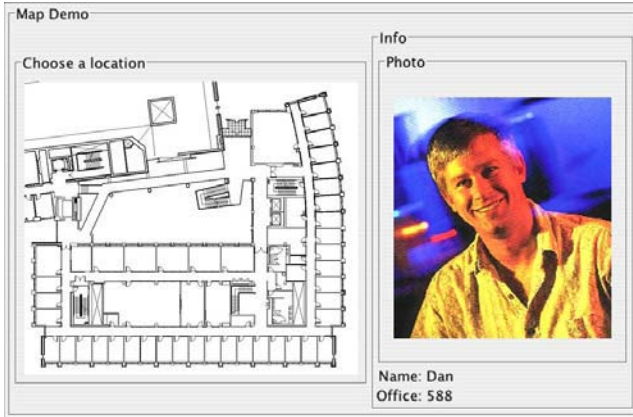 Map Demo
Choose a location
Info
Photo
Name: Dan
Office: 588